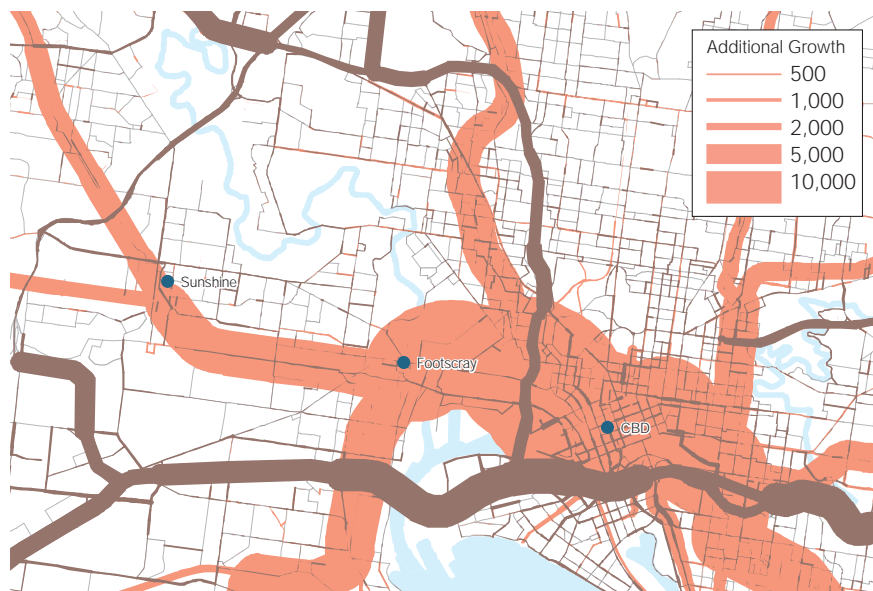 Additional Growth
500
1,000
2,000
5,000
10,000
Sunshine
Footscray
CBD